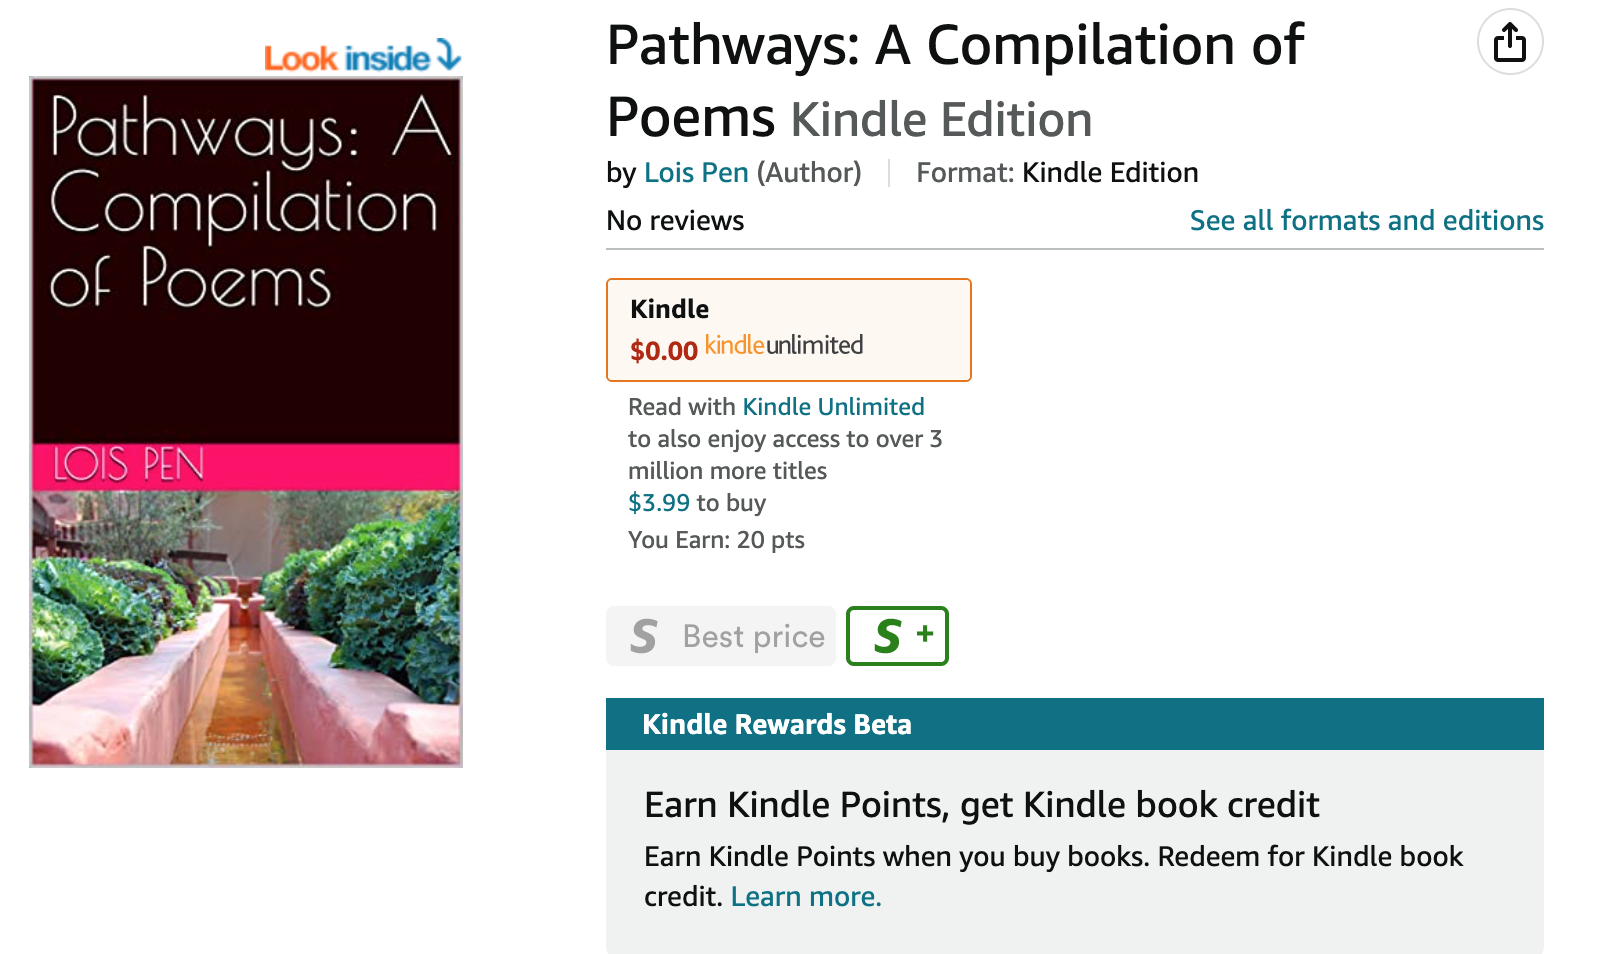 Look inside
Pathways: A
Compilation
of Poems
LOIS PEN
Pathways: A Compilation of
Poems Kindle Edition
by Lois Pen (Author) Format: Kindle Edition
No reviews
See all formats and editions
Kindle
$0.00 kindleunlimited
Read with Kindle Unlimited
to also enjoy access to over 3
million more titles
$3.99 to buy
You Earn: 20 pts
S Best price
S +
Kindle Rewards Beta
Earn Kindle Points, get Kindle book credit
Earn Kindle Points when you buy books. Redeem for Kindle book
credit. Learn more.